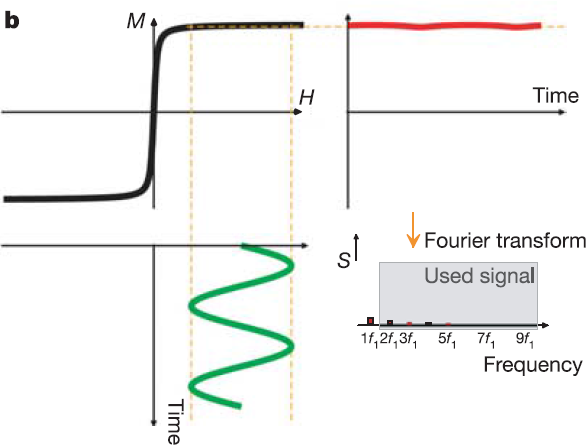 b
M
H
Time
Fourier transform
S
Used signal
1f₁ 2f₁ 3f₁ 5f₁ 7f₁ 9f₁
Frequency
Time